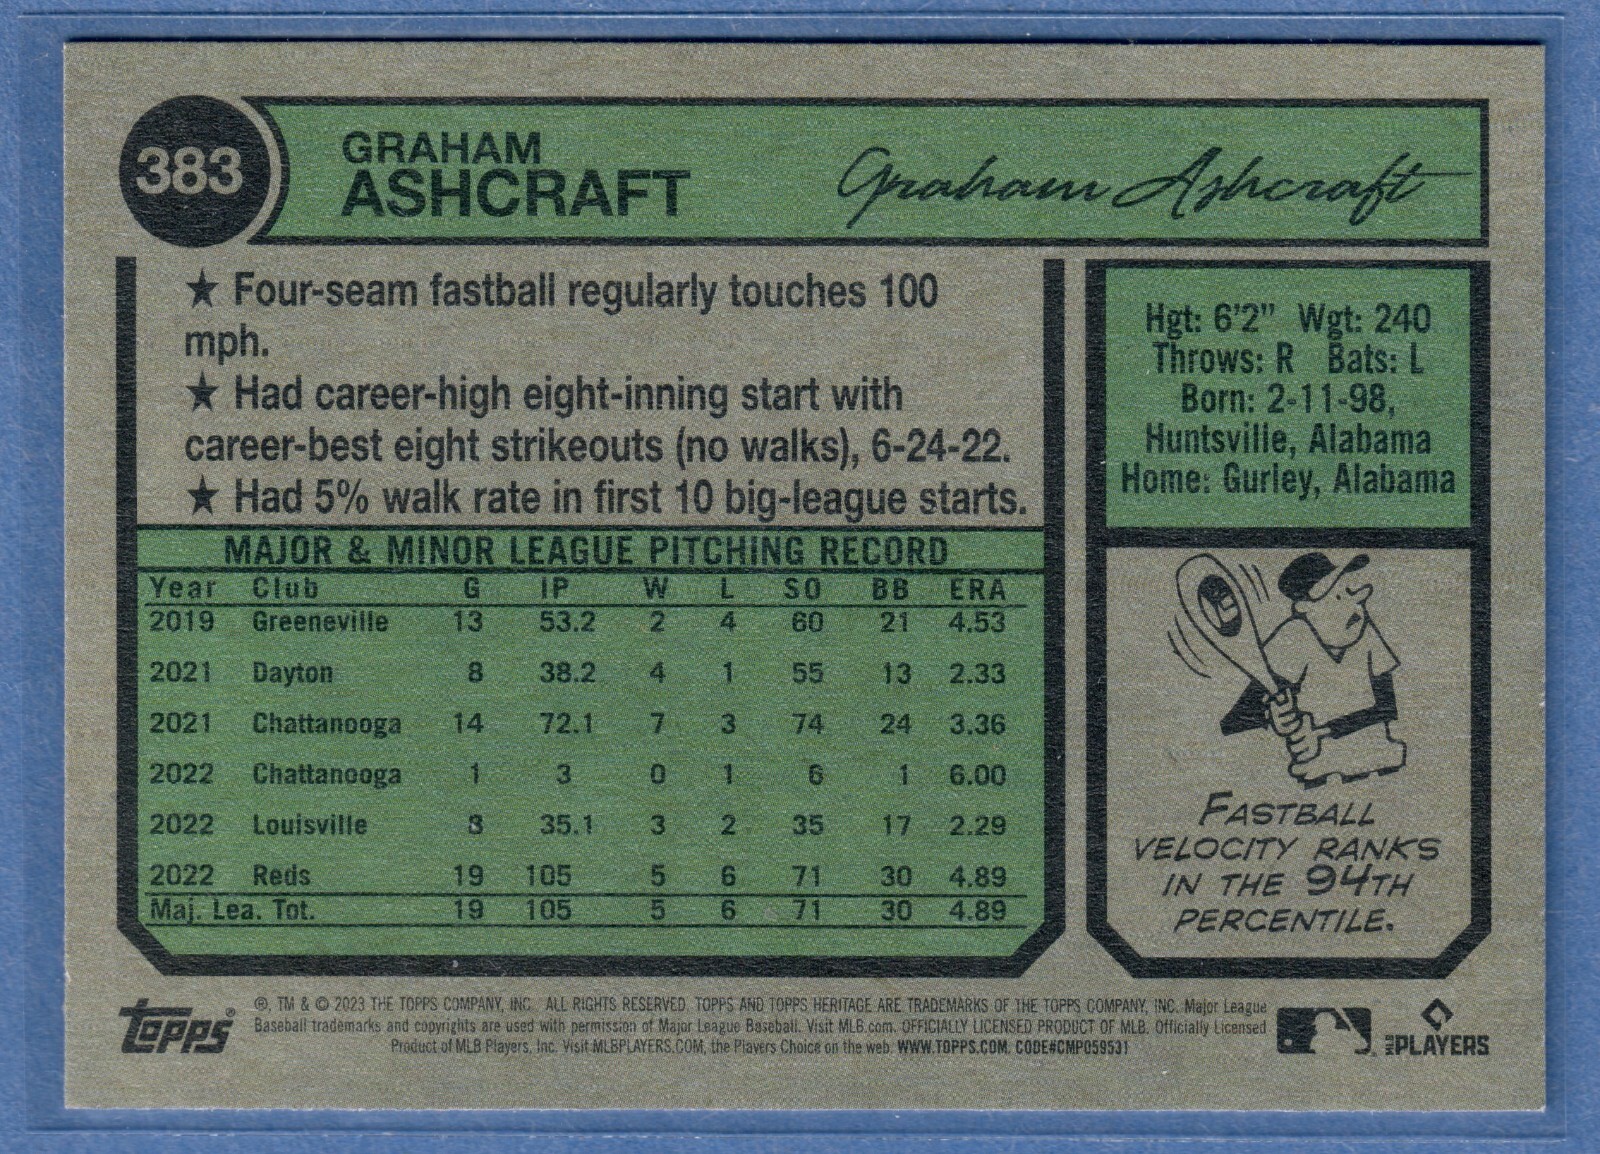 383
GRAHAM
ASHCRAFT
Graham Ashcraft
★ Four-seam fastball regularly touches 100
mph.
★ Had career-high eight-inning start with
career-best eight strikeouts (no walks), 6-24-22.
★ Had 5% walk rate in first 10 big-league starts.
Hgt: 6'2" Wgt: 240
Throws: R Bats: L
Born: 2-11-98,
Huntsville, Alabama
Home: Gurley, Alabama
MAJOR & MINOR LEAGUE PITCHING RECORD
Year Club G IP W L SO BB ERA
2019 Greeneville 13 53.2 2 4 60 21 4.53
2021 Dayton 8 38.2 4 1 55 13 2.33
2021 Chattanooga 14 72.1 7 3 74 24 3.36
2022 Chattanooga 1 3 0 1 6 1 6.00
2022 Louisville 8 35.1 3 2 35 17 2.29
2022 Reds 19 105 5 6 71 30 4.89
Maj. Lea. Tot. 19 105 5 6 71 30 4.89
FASTBALL
VELOCITY RANKS
IN THE 94TH
PERCENTILE.
topps®
®, TM & © 2023 THE TOPPS COMPANY, INC. ALL RIGHTS RESERVED. TOPPS AND TOPPS HERITAGE ARE TRADEMARKS OF THE TOPPS COMPANY, INC. Major League
Baseball trademarks and copyrights are used with permission of Major League Baseball. Visit MLB.com. OFFICIALLY LICENSED PRODUCT OF MLB. Officially Licensed
Product of MLB Players, Inc. Visit MLBPLAYERS.COM, the Players Choice on the web. WWW.TOPPS.COM. CODE#CMP059531
MLB PLAYERS